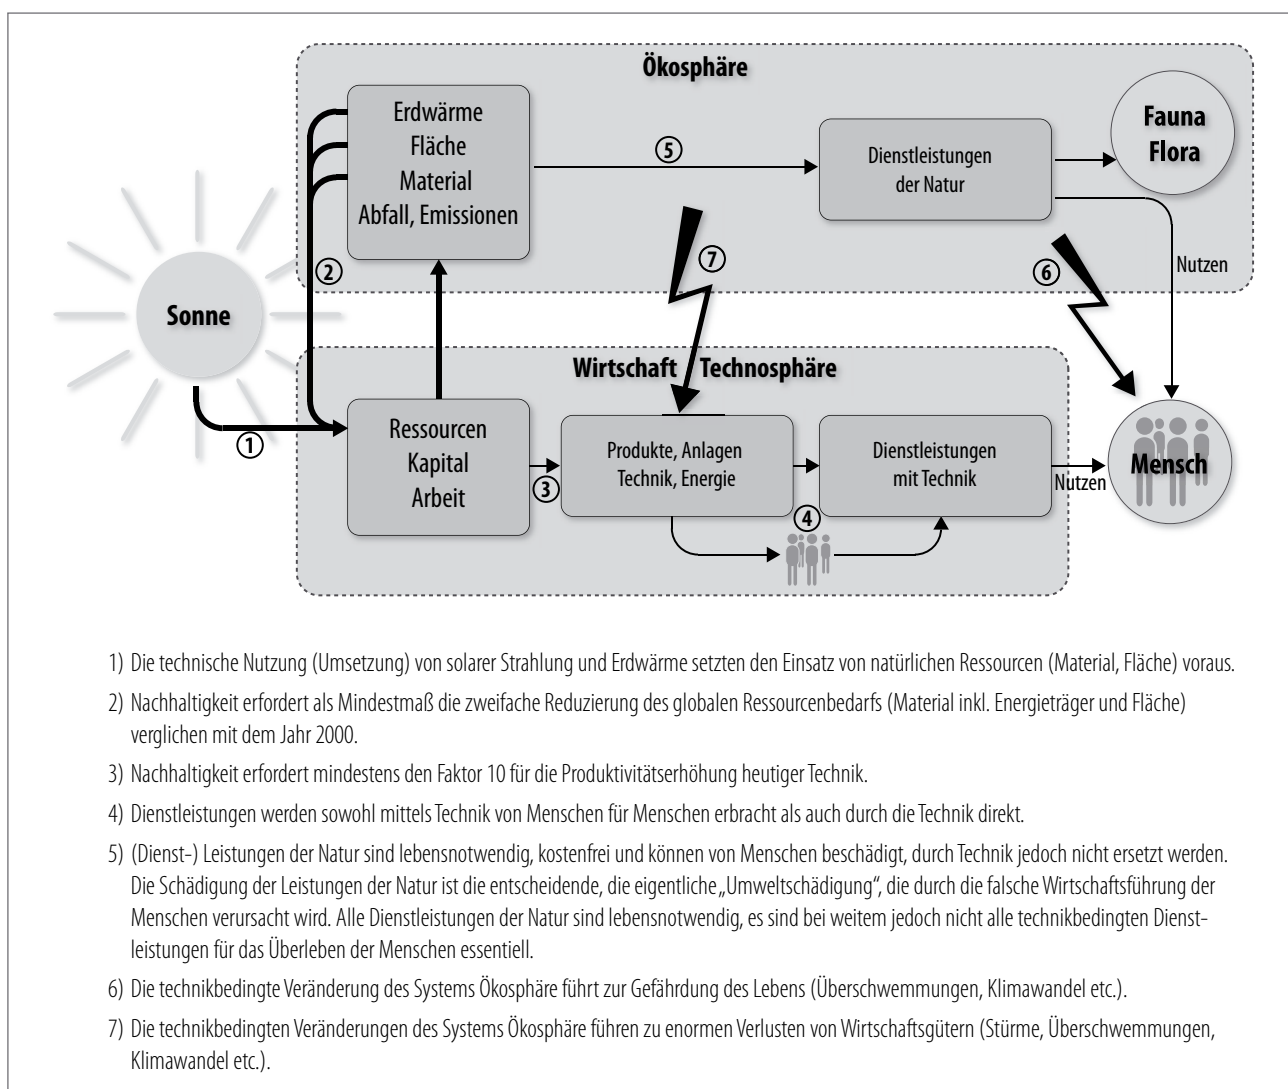 Ökosphäre
Erdwärme
Fläche
Material
Abfall, Emissionen
5
Dienstleistungen
der Natur
Fauna
Flora
2
7
6
Nutzen
Sonne
Wirtschaft Technosphäre
1
Ressourcen
Kapital
Arbeit
3
Produkte, Anlagen
Technik, Energie
4
Dienstleistungen
mit Technik
Nutzen
Mensch
1) Die technische Nutzung (Umsetzung) von solarer Strahlung und Erdwärme setzten den Einsatz von natürlichen Ressourcen (Material, Fläche) voraus.
2) Nachhaltigkeit erfordert als Mindestmaß die zweifache Reduzierung des globalen Ressourcenbedarfs (Material inkl. Energieträger und Fläche)
verglichen mit dem Jahr 2000.
3) Nachhaltigkeit erfordert mindestens den Faktor 10 für die Produktivitätserhöhung heutiger Technik.
4) Dienstleistungen werden sowohl mittels Technik von Menschen für Menschen erbracht als auch durch die Technik direkt.
5) (Dienst-) Leistungen der Natur sind lebensnotwendig, kostenfrei und können von Menschen beschädigt, durch Technik jedoch nicht ersetzt werden.
Die Schädigung der Leistungen der Natur ist die entscheidende, die eigentliche „Umweltschädigung“, die durch die falsche Wirtschaftsführung der
Menschen verursacht wird. Alle Dienstleistungen der Natur sind lebensnotwendig, es sind bei weitem jedoch nicht alle technikbedingten Dienst-
leistungen für das Überleben der Menschen essentiell.
6) Die technikbedingte Veränderung des Systems Ökosphäre führt zur Gefährdung des Lebens (Überschwemmungen, Klimawandel etc.).
7) Die technikbedingten Veränderungen des Systems Ökosphäre führen zu enormen Verlusten von Wirtschaftsgütern (Stürme, Überschwemmungen,
Klimawandel etc.).